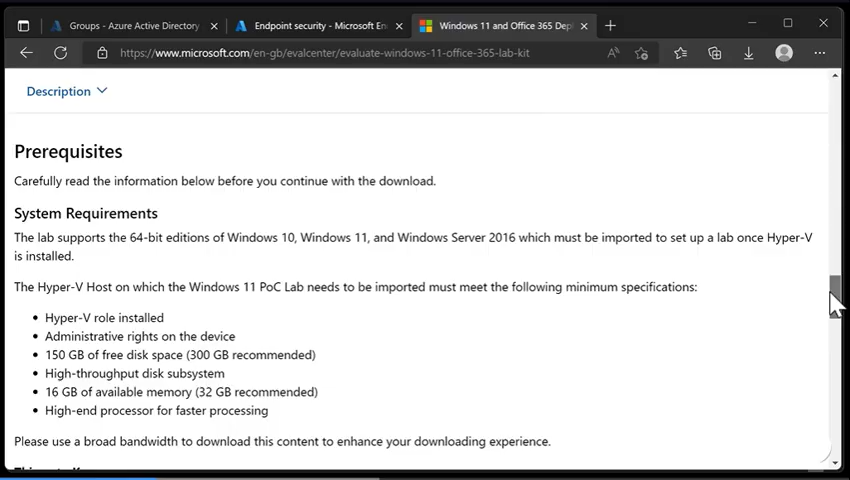 Groups - Azure Active Directory
Endpoint security - Microsoft En
Windows 11 and Office 365 Dep
https://www.microsoft.com/en-gb/evalcenter/evaluate-windows-11-office-365-lab-kit
Description
Prerequisites
Carefully read the information below before you continue with the download.
System Requirements
The lab supports the 64-bit editions of Windows 10, Windows 11, and Windows Server 2016 which must be imported to set up a lab once Hyper-V
is installed.
The Hyper-V Host on which the Windows 11 PoC Lab needs to be imported must meet the following minimum specifications:
• Hyper-V role installed
• Administrative rights on the device
• 150 GB of free disk space (300 GB recommended)
• High-throughput disk subsystem
• 16 GB of available memory (32 GB recommended)
• High-end processor for faster processing
Please use a broad bandwidth to download this content to enhance your downloading experience.